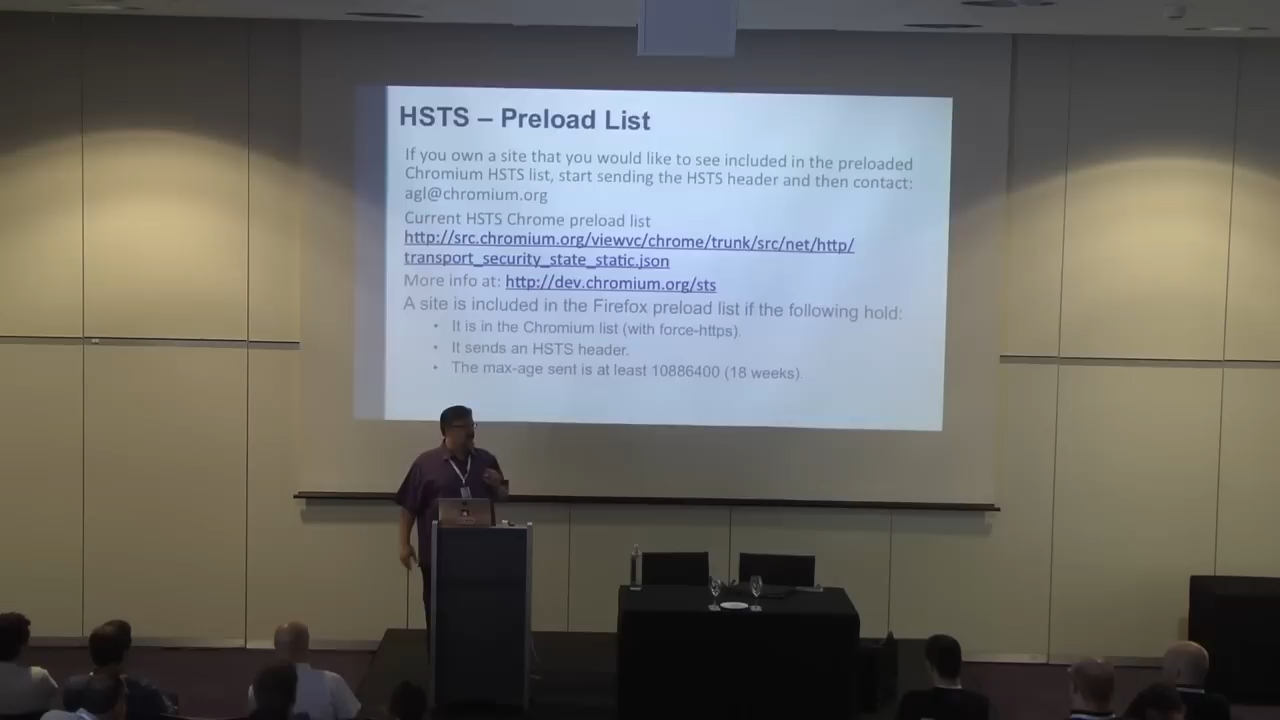 HSTS – Preload List
If you own a site that you would like to see included in the preloaded
Chromium HSTS list, start sending the HSTS header and then contact:
agl@chromium.org
Current HSTS Chrome preload list
http://src.chromium.org/viewvc/chrome/trunk/src/net/http/
transport_security_state_static.json
More info at: http://dev.chromium.org/sts
A site is included in the Firefox preload list if the following hold:
• It is in the Chromium list (with force-https).
• It sends an HSTS header.
• The max-age sent is at least 10886400 (18 weeks).